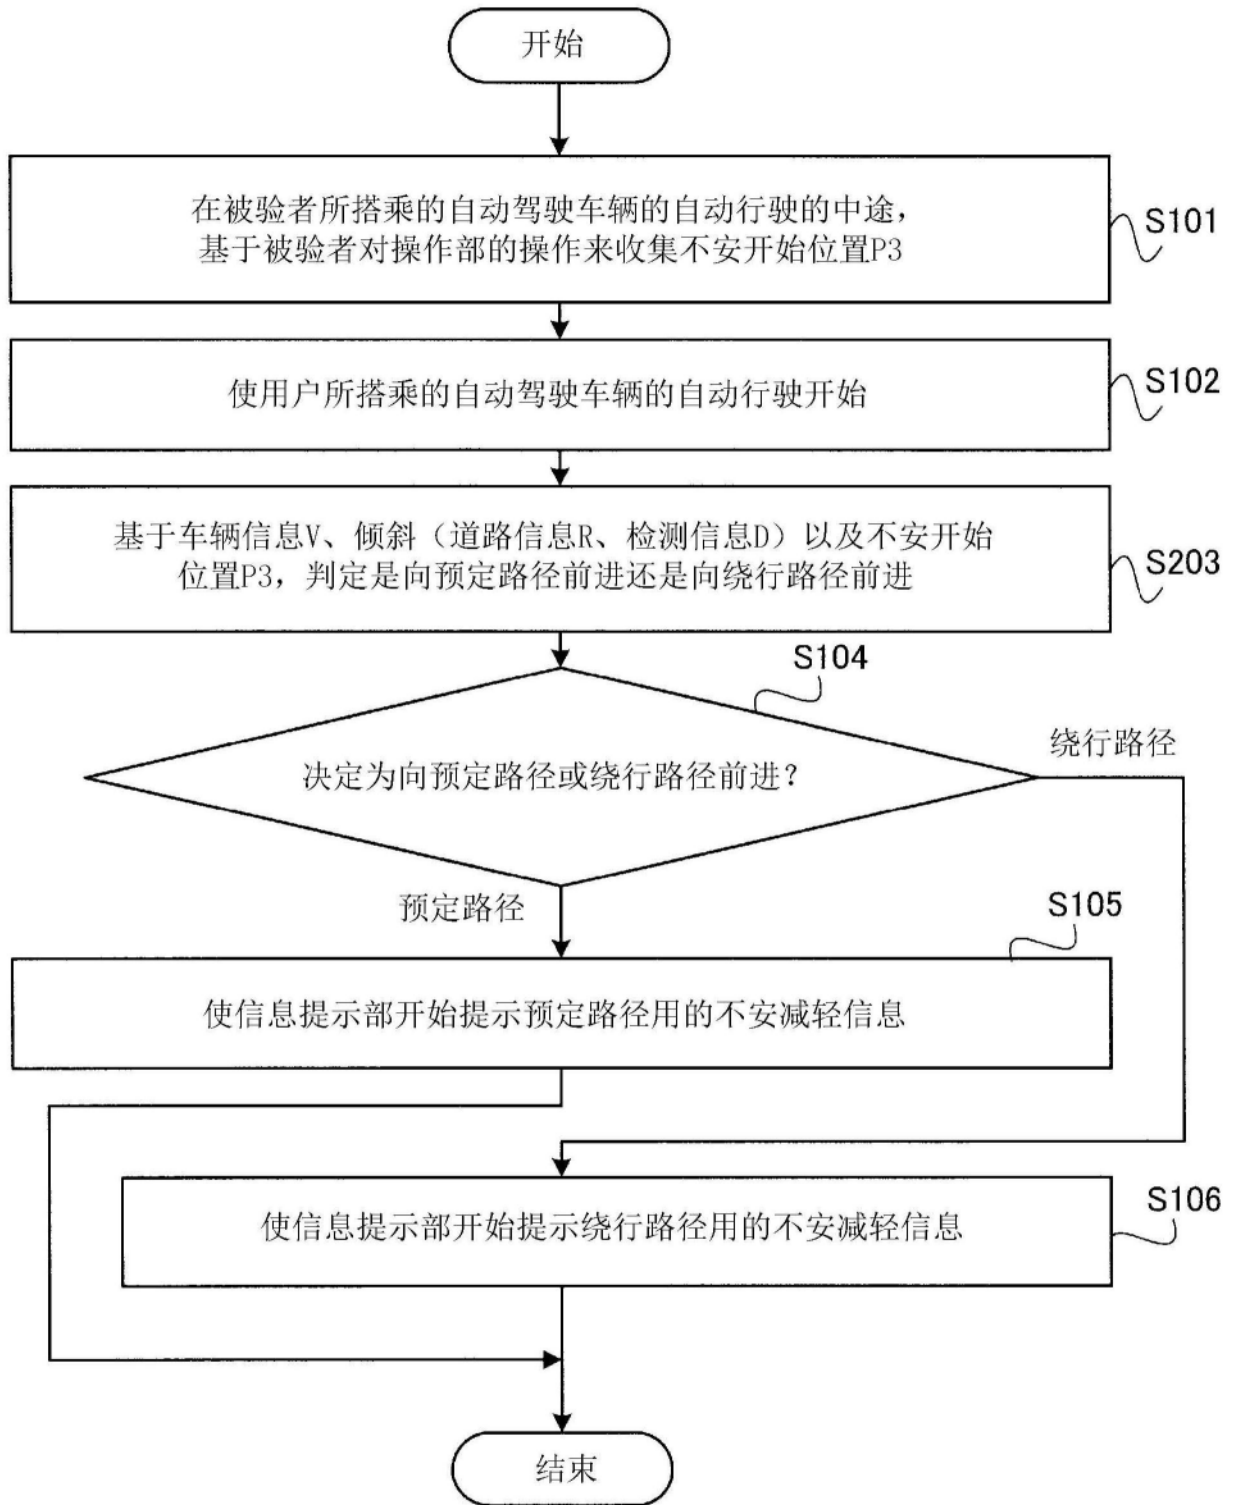 开始
在被验者所搭乘的自动驾驶车辆的自动行驶的中途，
基于被验者对操作部的操作来收集不安开始位置P3
S101
使用户所搭乘的自动驾驶车辆的自动行驶开始
S102
基于车辆信息V、倾斜（道路信息R、检测信息D）以及不安开始
位置P3，判定是向预定路径前进还是向绕行路径前进
S203
S104
决定为向预定路径或绕行路径前进？
绕行路径
预定路径
S105
使信息提示部开始提示预定路径用的不安减轻信息
使信息提示部开始提示绕行路径用的不安减轻信息
S106
结束